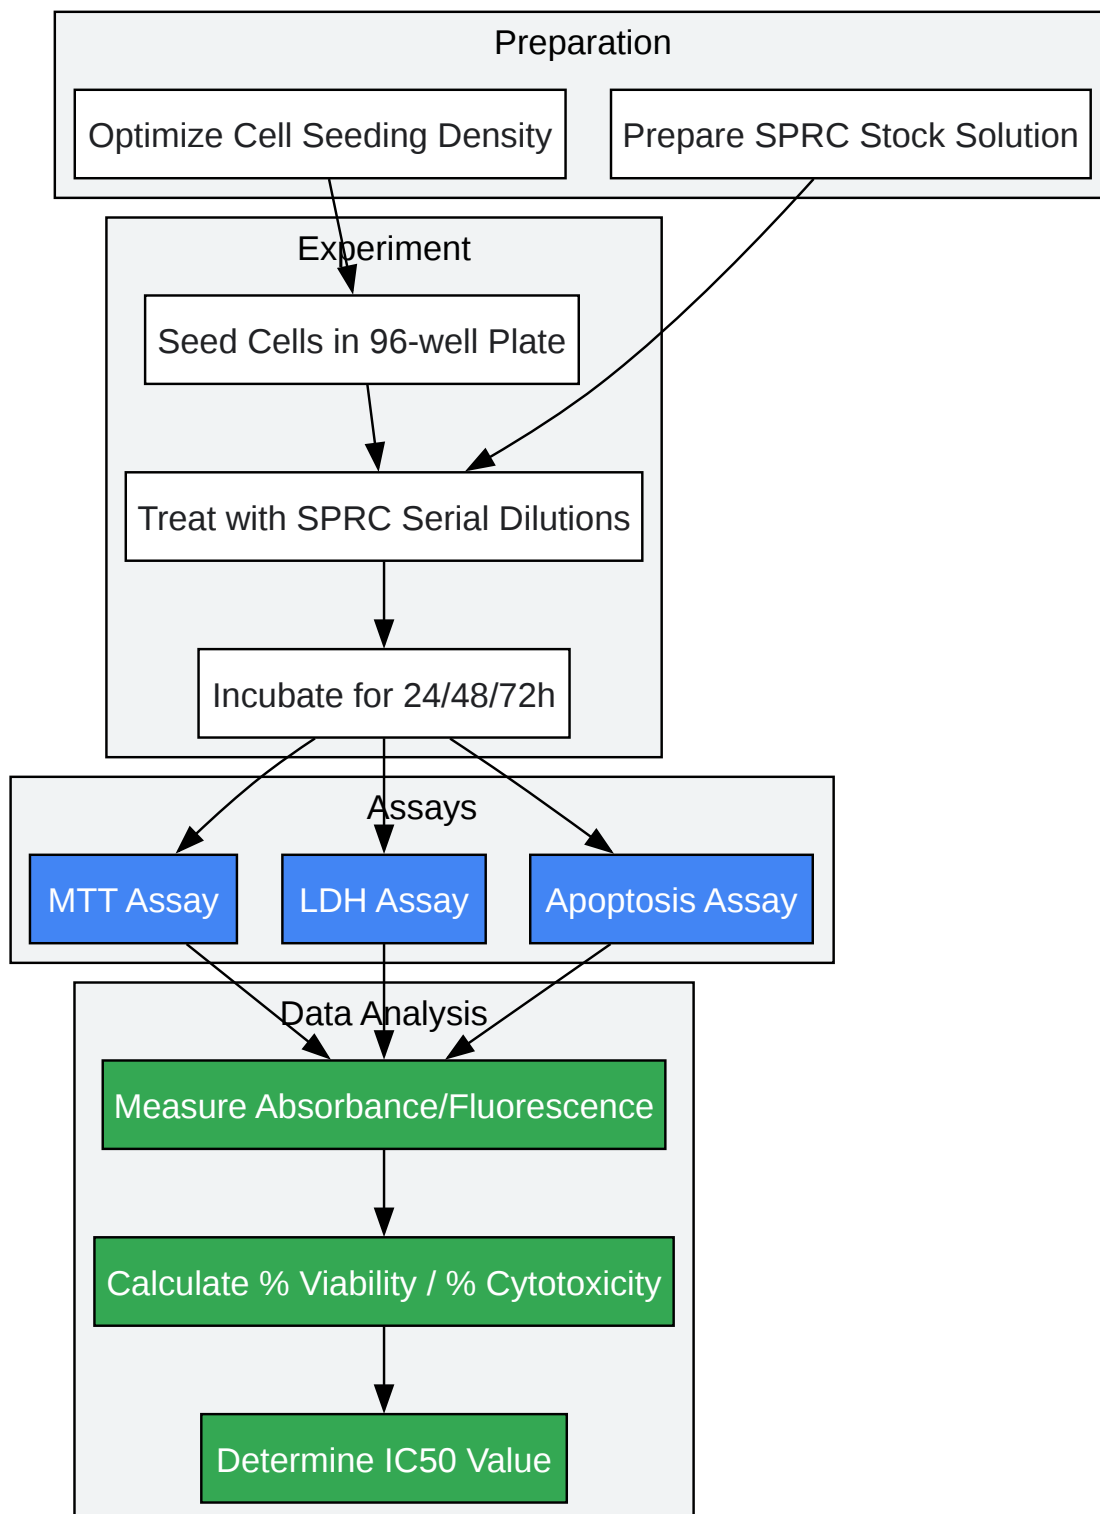 Preparation
Optimize Cell Seeding Density
Prepare SPRC Stock Solution
Experiment
Seed Cells in 96-well Plate
Treat with SPRC Serial Dilutions
Incubate for 24/48/72h
Assays
MTT Assay
LDH Assay
Apoptosis Assay
Data Analysis
Measure Absorbance/Fluorescence
Calculate % Viability / % Cytotoxicity
Determine IC50 Value